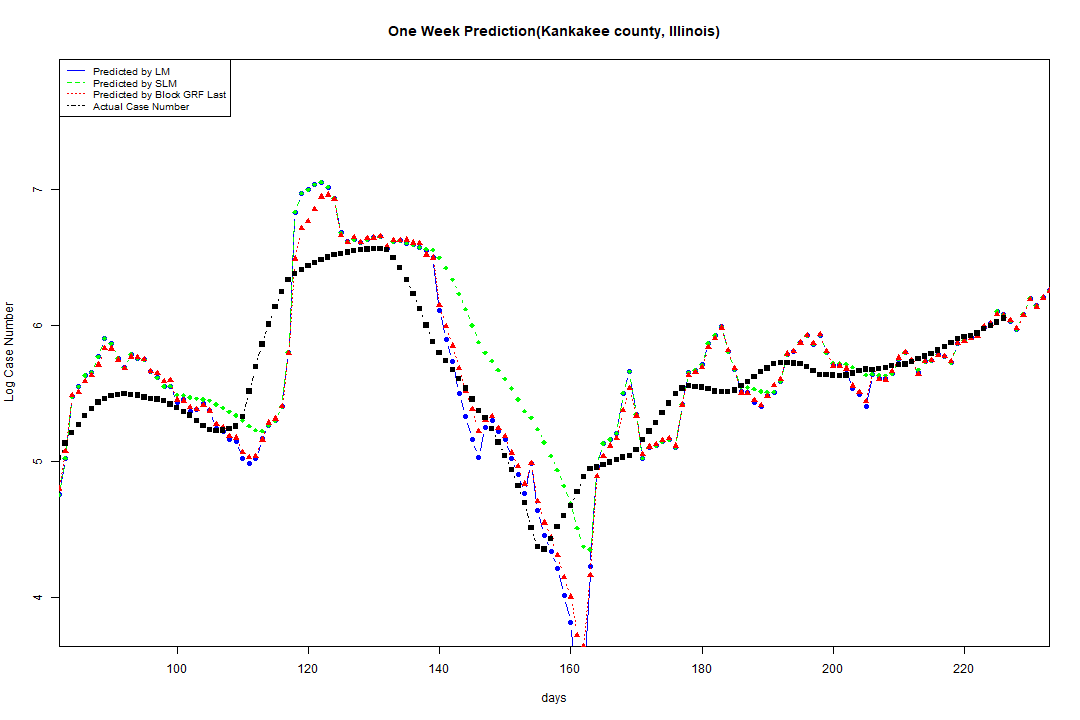 One Week Prediction(Kankakee county, Illinois)
Predicted by LM
Predicted by SLM
Predicted by Block GRF Last
Actual Case Number
7
6
5
4
Log Case Number
100 120 140 160 180 200 220
days